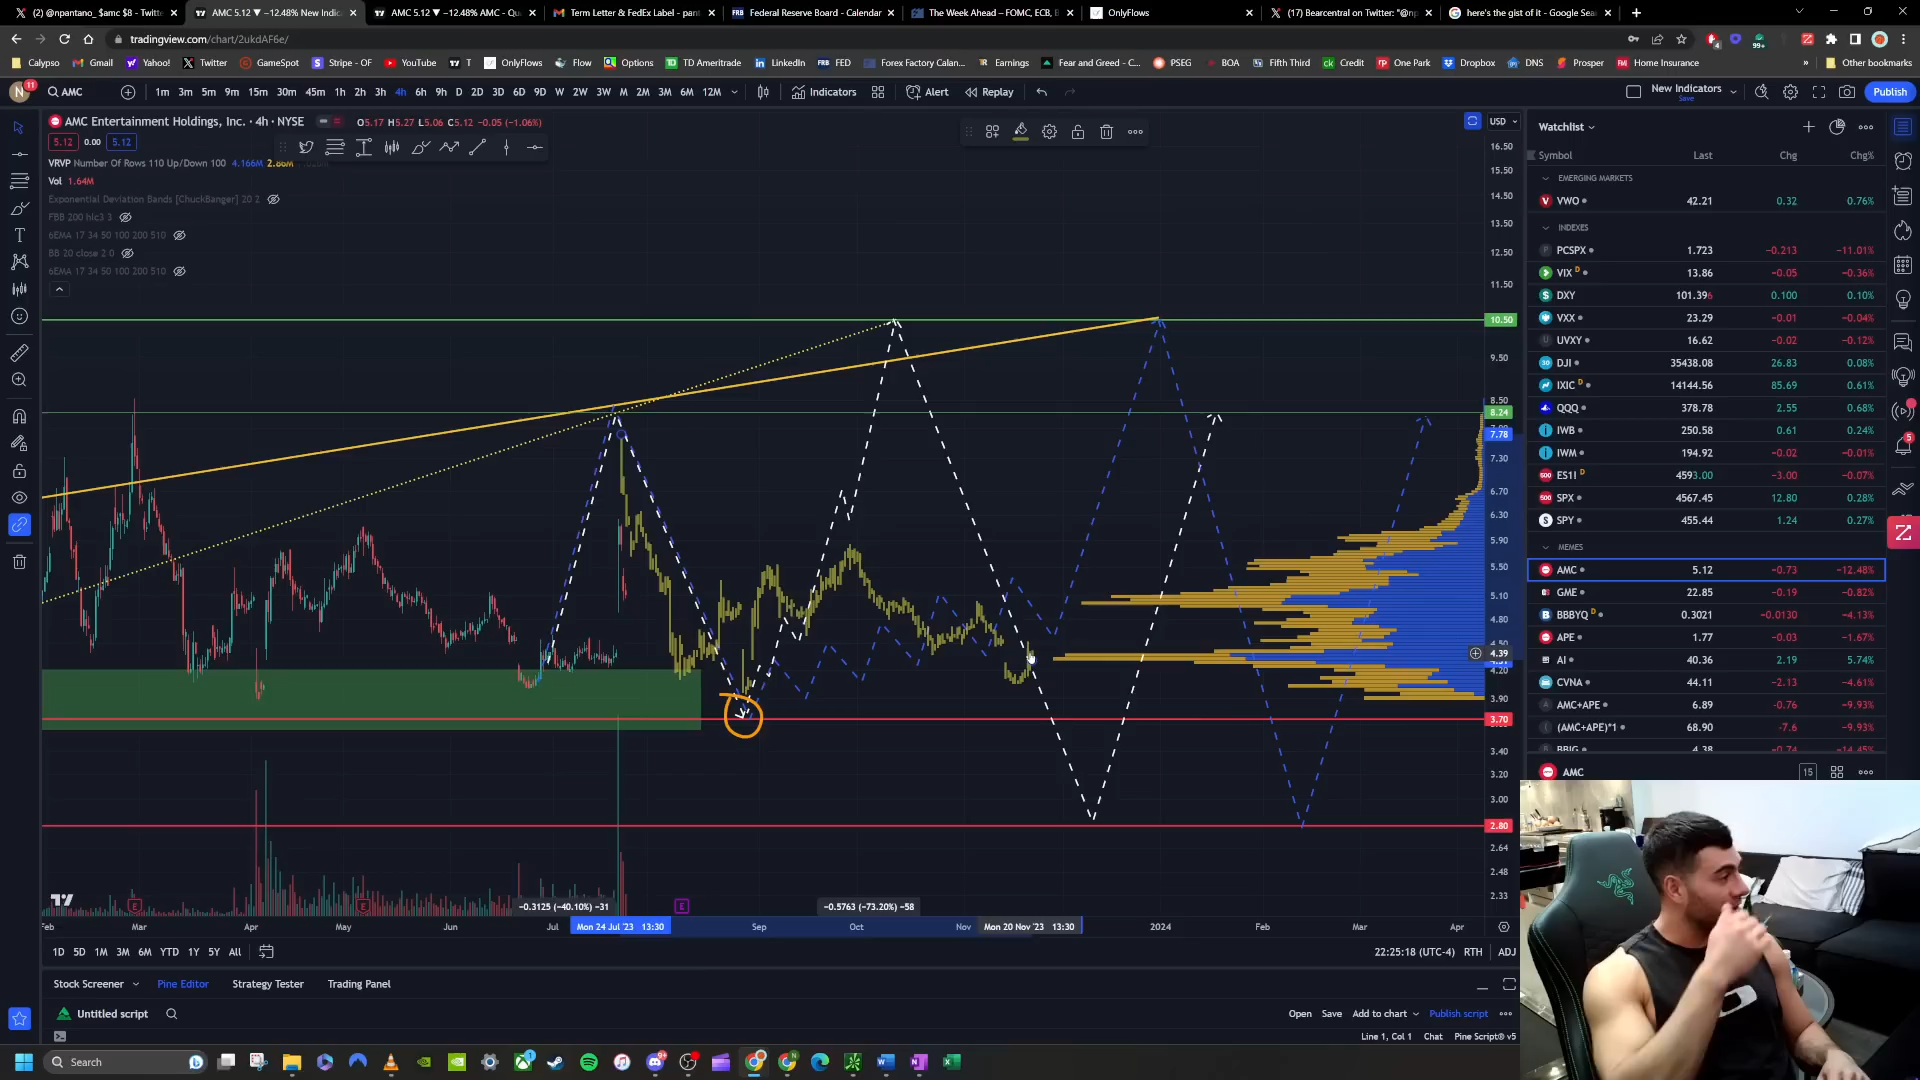 (2) @npantano_ $amc $8 - Twitt
AMC 5.12 ▼ −12.48% New Indic
AMC 5.12 ▼ −12.48% AMC - Qu
Term Letter & FedEx Label - pant
Federal Reserve Board - Calendar
The Week Ahead – FOMC, ECB, B
OnlyFlows
(17) Bearcentral on Twitter: "@np
here's the gist of it - Google Sea
tradingview.com/chart/2ukdAF6e/
Calypso Gmail Yahoo! Twitter GameSpot Stripe - OF YouTube T OnlyFlows Flow Options TD Ameritrade LinkedIn FED Forex Factory Calan... Earnings Fear and Greed - C... PSEG BOA Fifth Third Credit One Park Dropbox DNS Prosper Home Insurance » Other bookmarks
N 11 AMC 1m 3m 5m 9m 15m 30m 45m 1h 2h 3h 4h 6h 9h D 2D 3D 6D 9D W 2W 3W M 2M 3M 6M 12M Indicators Alert Replay New Indicators Save Publish
AMC Entertainment Holdings, Inc. · 4h · NYSE O5.17 H5.27 L5.06 C5.12 −0.05 (−1.06%)
5.12 0.00 5.12
VRVP Number Of Rows 110 Up/Down 100 4.166M 2.86M
Vol 1.64M
Exponential Deviation Bands [ChuckBanger] 20 2
FBB 200 hlc3 3
6EMA 17 34 50 100 200 510
BB 20 close 2 0
6EMA 17 34 50 100 200 510
USD
16.50
15.50
14.50
13.50
12.50
11.50
10.50
9.50
8.50
8.24
7.78
7.30
6.70
6.30
5.90
5.50
5.10
4.80
4.50
4.39
4.20
3.90
3.70
3.40
3.20
3.00
2.80
2.64
2.48
2.33
−0.3125 (−40.10%) −31
−0.5763 (−73.20%) −58
Feb Mar Apr May Jun Jul Mon 24 Jul '23 13:30 Sep Oct Nov Mon 20 Nov '23 13:30 2024 Feb Mar Apr
1D 5D 1M 3M 6M YTD 1Y 5Y All 22:25:18 (UTC-4) RTH ADJ
Stock Screener Pine Editor Strategy Tester Trading Panel
Untitled script Open Save Add to chart Publish script
Line 1, Col 1 Chat Pine Script® v5
Watchlist
Symbol Last Chg Chg%
EMERGING MARKETS
VWO 42.21 0.32 0.76%
INDEXES
PCSPX 1.723 −0.213 −11.01%
VIX D 13.86 −0.05 −0.36%
DXY 101.396 0.100 0.10%
VXX 23.29 −0.01 −0.04%
UVXY 16.62 −0.02 −0.12%
DJI 35438.08 26.83 0.08%
IXIC D 14144.56 85.69 0.61%
QQQ 378.78 2.55 0.68%
IWB 250.58 0.61 0.24%
IWM 194.92 −0.02 −0.01%
ES1! D 4593.00 −3.00 −0.07%
SPX 4567.45 12.80 0.28%
SPY 455.44 1.24 0.27%
MEMES
AMC 5.12 −0.73 −12.48%
GME 22.85 −0.19 −0.82%
BBBYQ D 0.3021 −0.0130 −4.13%
APE 1.77 −0.03 −1.67%
AI 40.36 2.19 5.74%
CVNA 44.11 −2.13 −4.61%
AMC+APE 6.89 −0.76 −9.93%
(AMC+APE)*1 68.90 −7.6 −9.93%
BBIG 4.38 −0.74 −14.45%
AMC 15
Search